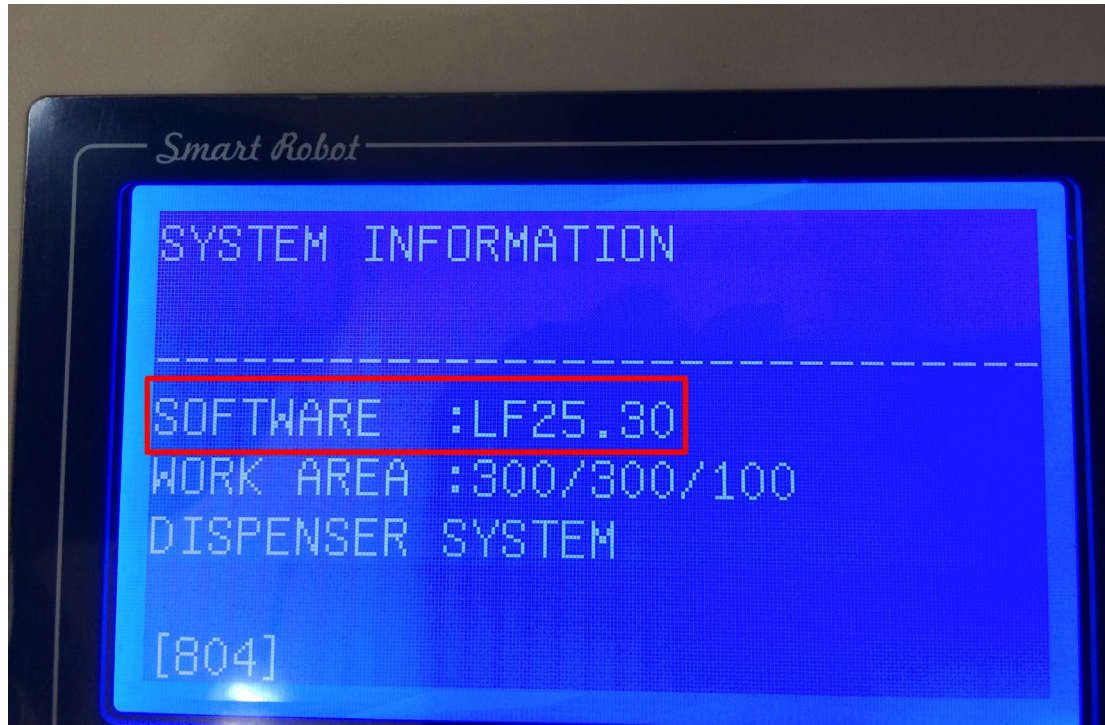 Smart Robot
SYSTEM INFORMATION
--------------------------------
SOFTWARE :LF25.30
WORK AREA :300/300/100
DISPENSER SYSTEM
[804]